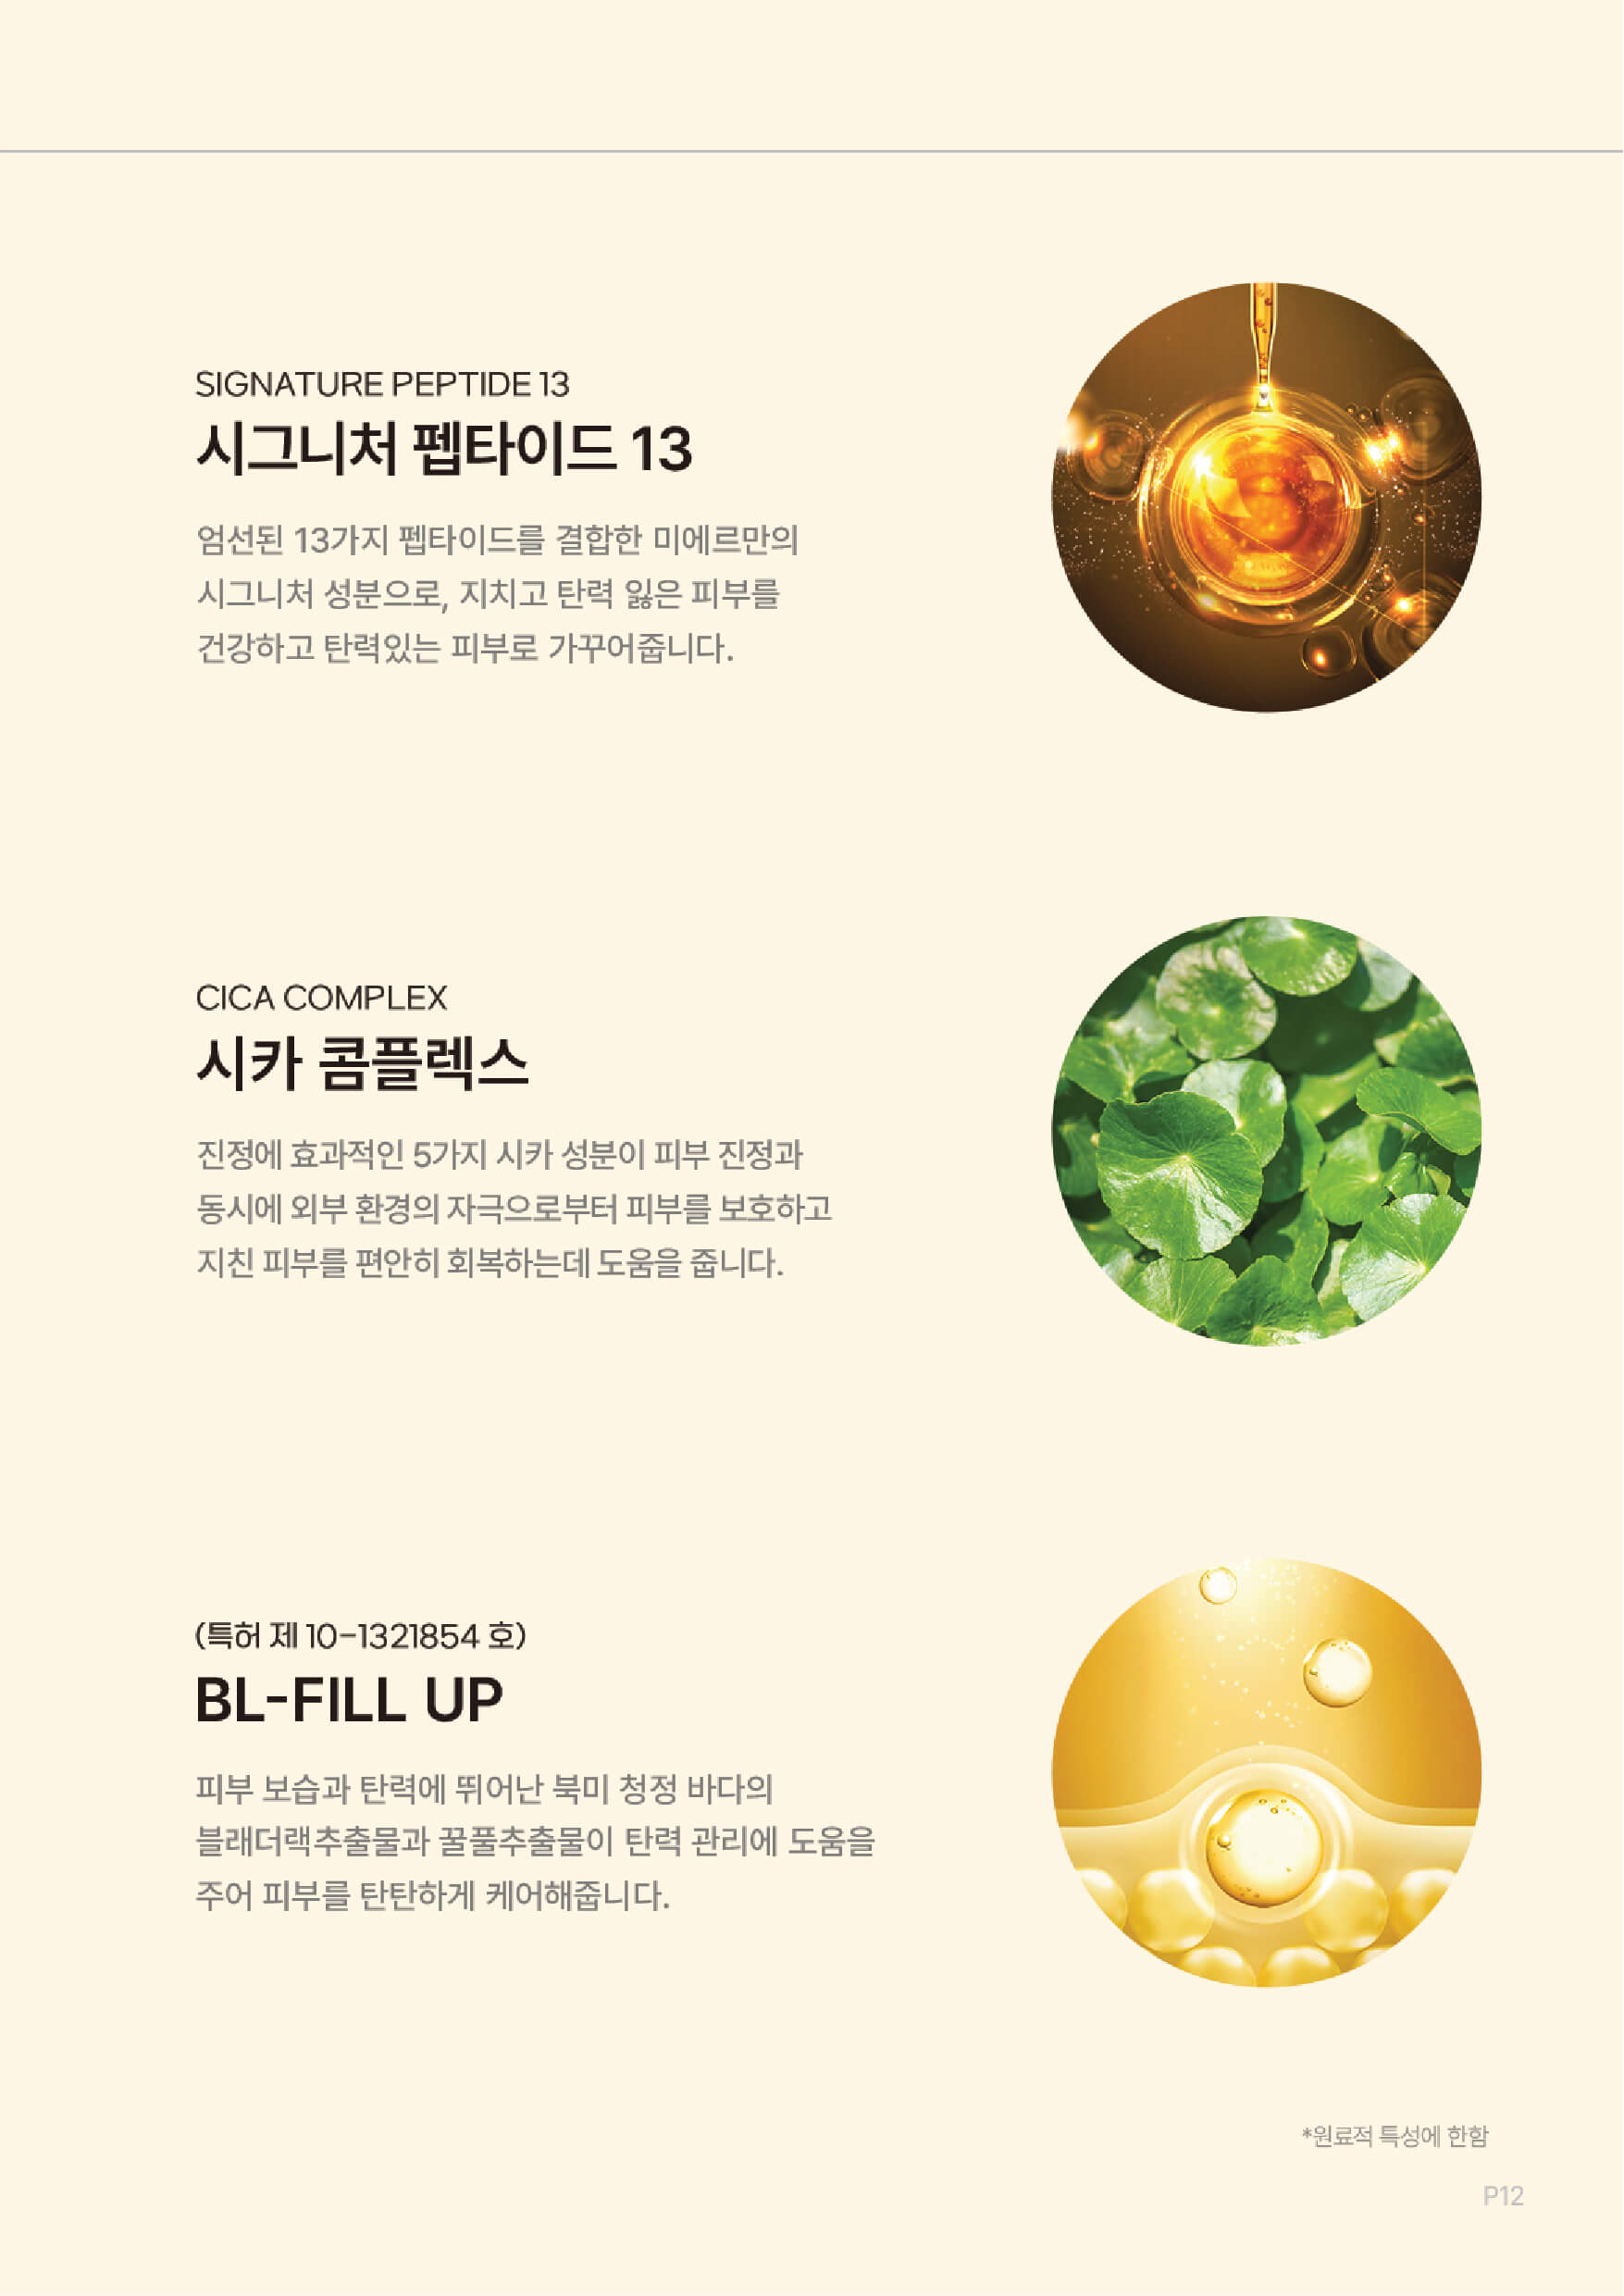 SIGNATURE PEPTIDE 13
시그니처 펩타이드 13
엄선된 13가지 펩타이드를 결합한 미에르만의
시그니처 성분으로, 지치고 탄력 잃은 피부를
건강하고 탄력있는 피부로 가꾸어줍니다.
CICA COMPLEX
시카 콤플렉스
진정에 효과적인 5가지 시카 성분이 피부 진정과
동시에 외부 환경의 자극으로부터 피부를 보호하고
지친 피부를 편안히 회복하는데 도움을 줍니다.
(특허 제 10-1321854 호)
BL-FILL UP
피부 보습과 탄력에 뛰어난 북미 청정 바다의
블래더랙추출물과 꿀풀추출물이 탄력 관리에 도움을
주어 피부를 탄탄하게 케어해줍니다.
*원료적 특성에 한함
P12